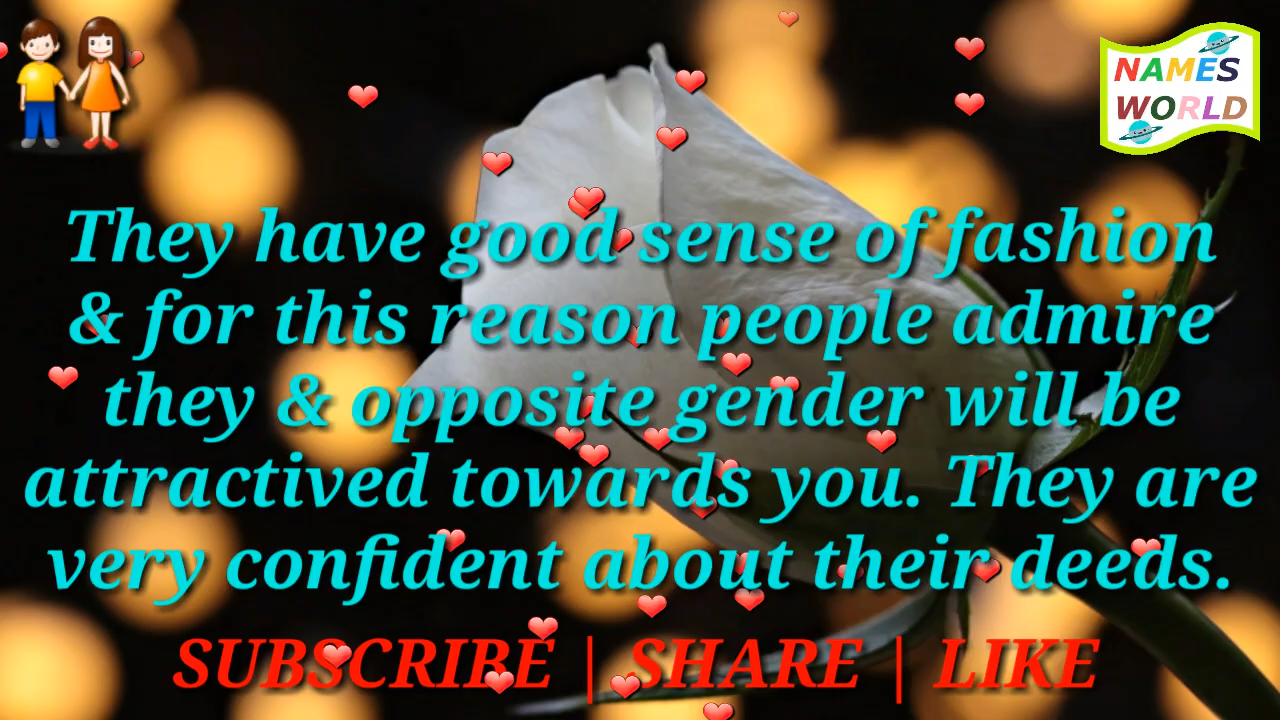 NAMES
WORLD
They have good sense of fashion
& for this reason people admire
they & opposite gender will be
attractived towards you. They are
very confident about their deeds.
SUBSCRIBE | SHARE | LIKE